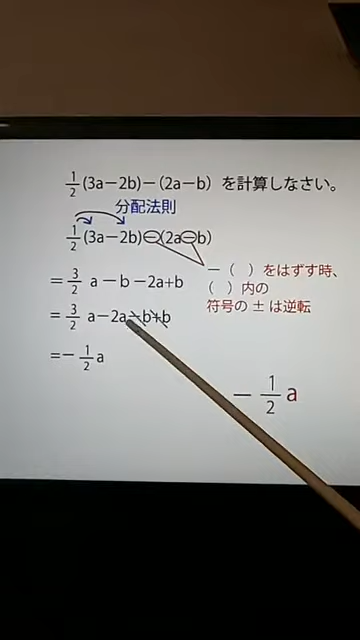 1/2 (3a－2b)－(2a－b) を計算しなさい。
分配法則
1/2 (3a－2b)－(2a－b)
－（ ）をはずす時、
（ ）内の
符号の ± は逆転
＝ 3/2 a－b－2a+b
＝ 3/2 a－2a－b+b
＝－ 1/2 a
－ 1/2 a